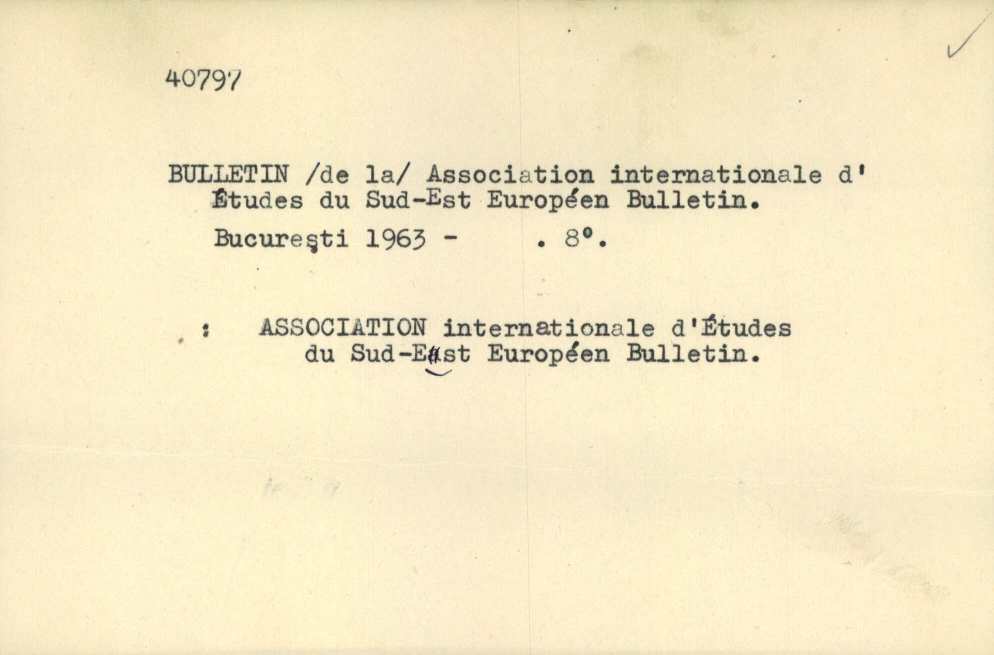 40797
BULLETIN /de la/ Association internationale d'
Études du Sud-Est Européen Bulletin.
Bucureşti 1963 - . 8°.
: ASSOCIATION internationale d'Études
du Sud-Est Européen Bulletin.